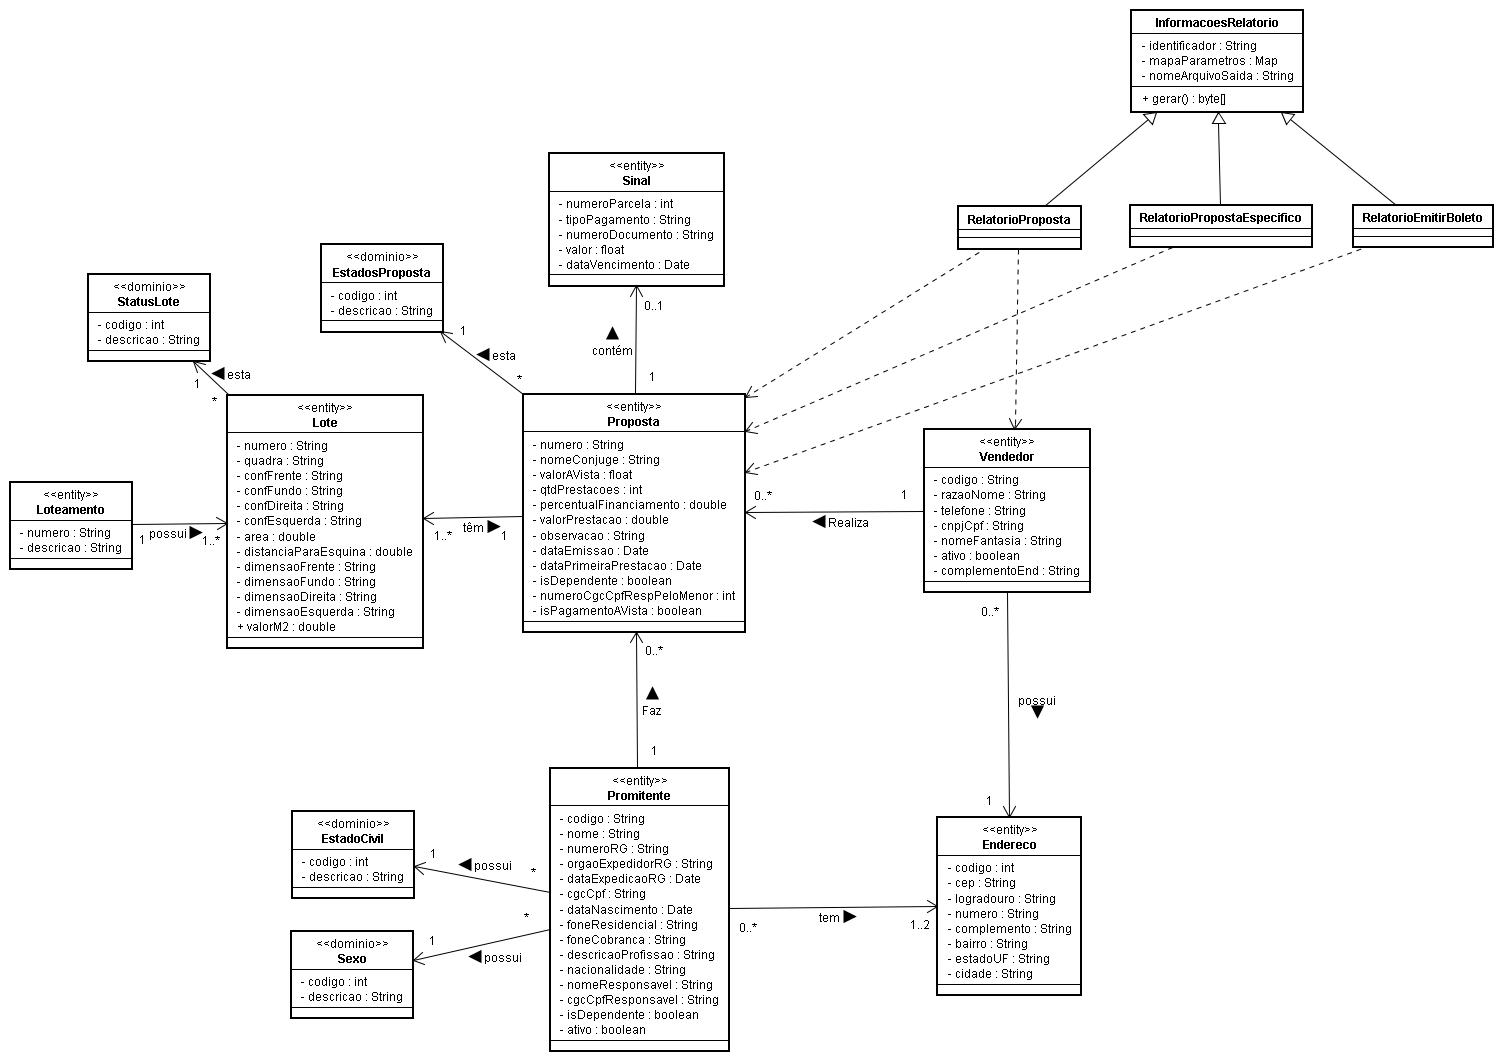 InformacoesRelatorio
- identificador : String
- mapaParametros : Map
- nomeArquivoSaida : String
+ gerar() : byte[]
RelatorioProposta
RelatorioPropostaEspecifico
RelatorioEmitirBoleto
<<entity>>
Sinal
- numeroParcela : int
- tipoPagamento : String
- numeroDocumento : String
- valor : float
- dataVencimento : Date
0..1
contém
1
<<dominio>>
EstadosProposta
- codigo : int
- descricao : String
1
esta
*
<<dominio>>
StatusLote
- codigo : int
- descricao : String
1
esta
*
<<entity>>
Lote
- numero : String
- quadra : String
- confFrente : String
- confFundo : String
- confDireita : String
- confEsquerda : String
- area : double
- distanciaParaEsquina : double
- dimensaoFrente : String
- dimensaoFundo : String
- dimensaoDireita : String
- dimensaoEsquerda : String
+ valorM2 : double
<<entity>>
Loteamento
- numero : String
- descricao : String
1
possui
1..*
1..*
têm
1
<<entity>>
Proposta
- numero : String
- nomeConjuge : String
- valorAVista : float
- qtdPrestacoes : int
- percentualFinanciamento : double
- valorPrestacao : double
- observacao : String
- dataEmissao : Date
- dataPrimeiraPrestacao : Date
- isDependente : boolean
- numeroCgcCpfRespPeloMenor : int
- isPagamentoAVista : boolean
0..*
1
Realiza
<<entity>>
Vendedor
- codigo : String
- razaoNome : String
- telefone : String
- cnpjCpf : String
- nomeFantasia : String
- ativo : boolean
- complementoEnd : String
0..*
possui
1
0..*
Faz
1
<<entity>>
Promitente
- codigo : String
- nome : String
- numeroRG : String
- orgaoExpedidorRG : String
- dataExpedicaoRG : Date
- cgcCpf : String
- dataNascimento : Date
- foneResidencial : String
- foneCobranca : String
- descricaoProfissao : String
- nacionalidade : String
- nomeResponsavel : String
- cgcCpfResponsavel : String
- isDependente : boolean
- ativo : boolean
<<dominio>>
EstadoCivil
- codigo : int
- descricao : String
1
possui
*
<<dominio>>
Sexo
- codigo : int
- descricao : String
1
possui
*
0..*
tem
1..2
<<entity>>
Endereco
- codigo : int
- cep : String
- logradouro : String
- numero : String
- complemento : String
- bairro : String
- estadoUF : String
- cidade : String